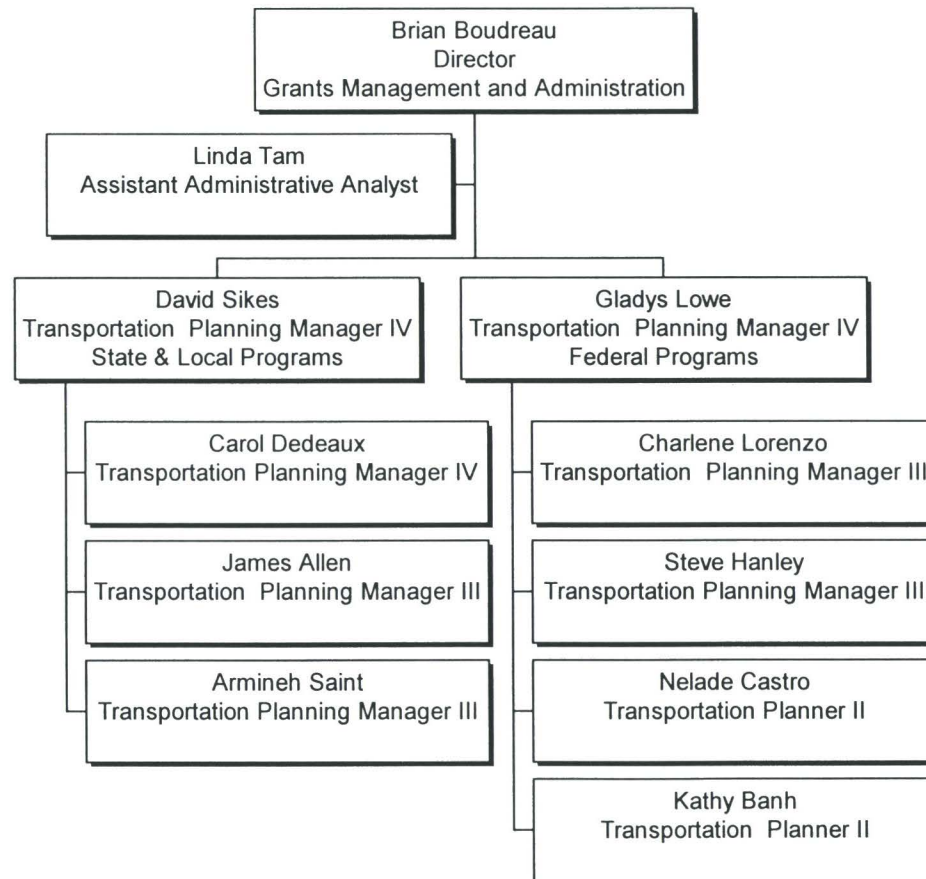 Brian Boudreau
Director
Grants Management and Administration
Linda Tam
Assistant Administrative Analyst
David Sikes
Transportation Planning Manager IV
State & Local Programs
Gladys Lowe
Transportation Planning Manager IV
Federal Programs
Carol Dedeaux
Transportation Planning Manager IV
James Allen
Transportation Planning Manager III
Armineh Saint
Transportation Planning Manager III
Charlene Lorenzo
Transportation Planning Manager III
Steve Hanley
Transportation Planning Manager III
Nelade Castro
Transportation Planner II
Kathy Banh
Transportation Planner II